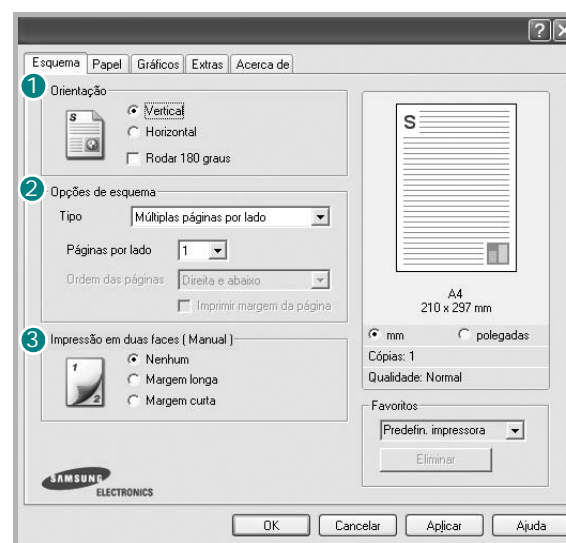 Esquema Papel Gráficos Extras Acerca de
1 Orientação
S
Vertical
Horizontal
Rodar 180 graus
2 Opções de esquema
Tipo Múltiplas páginas por lado
Páginas por lado 1
Ordem das páginas Direita e abaixo
Imprimir margem da página
3 Impressão em duas faces ( Manual )
1
2
Nenhum
Margem longa
Margem curta
S
A4
210 x 297 mm
mm polegadas
Cópias: 1
Qualidade: Normal
Favoritos
Predefin. impressora
Eliminar
SAMSUNG
ELECTRONICS
OK Cancelar Aplicar Ajuda